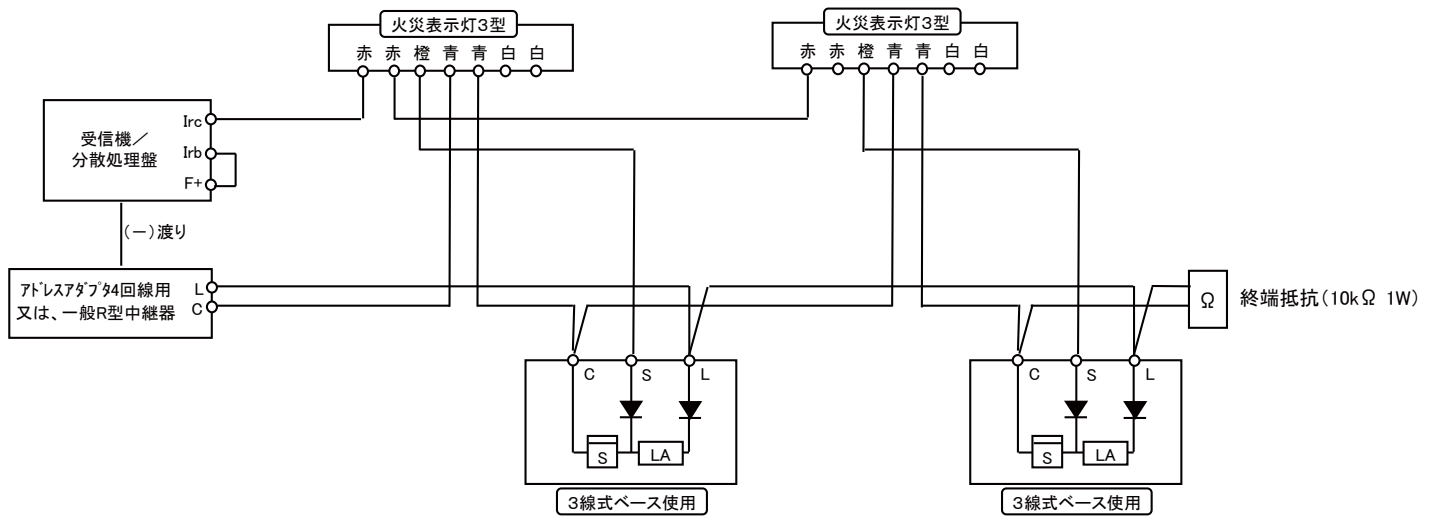 火災表示灯3型
赤 赤 橙 青 青 白 白
火災表示灯3型
赤 赤 橙 青 青 白 白
受信機／
分散処理盤
Irc
Irb
F+
(－)渡り
ｱﾄﾞﾚｽｱﾀﾞﾌﾟﾀ4回線用
又は、一般R型中継器
L
C
Ω
終端抵抗(10kΩ 1W)
C S L
S LA
3線式ベース使用
C S L
S LA
3線式ベース使用